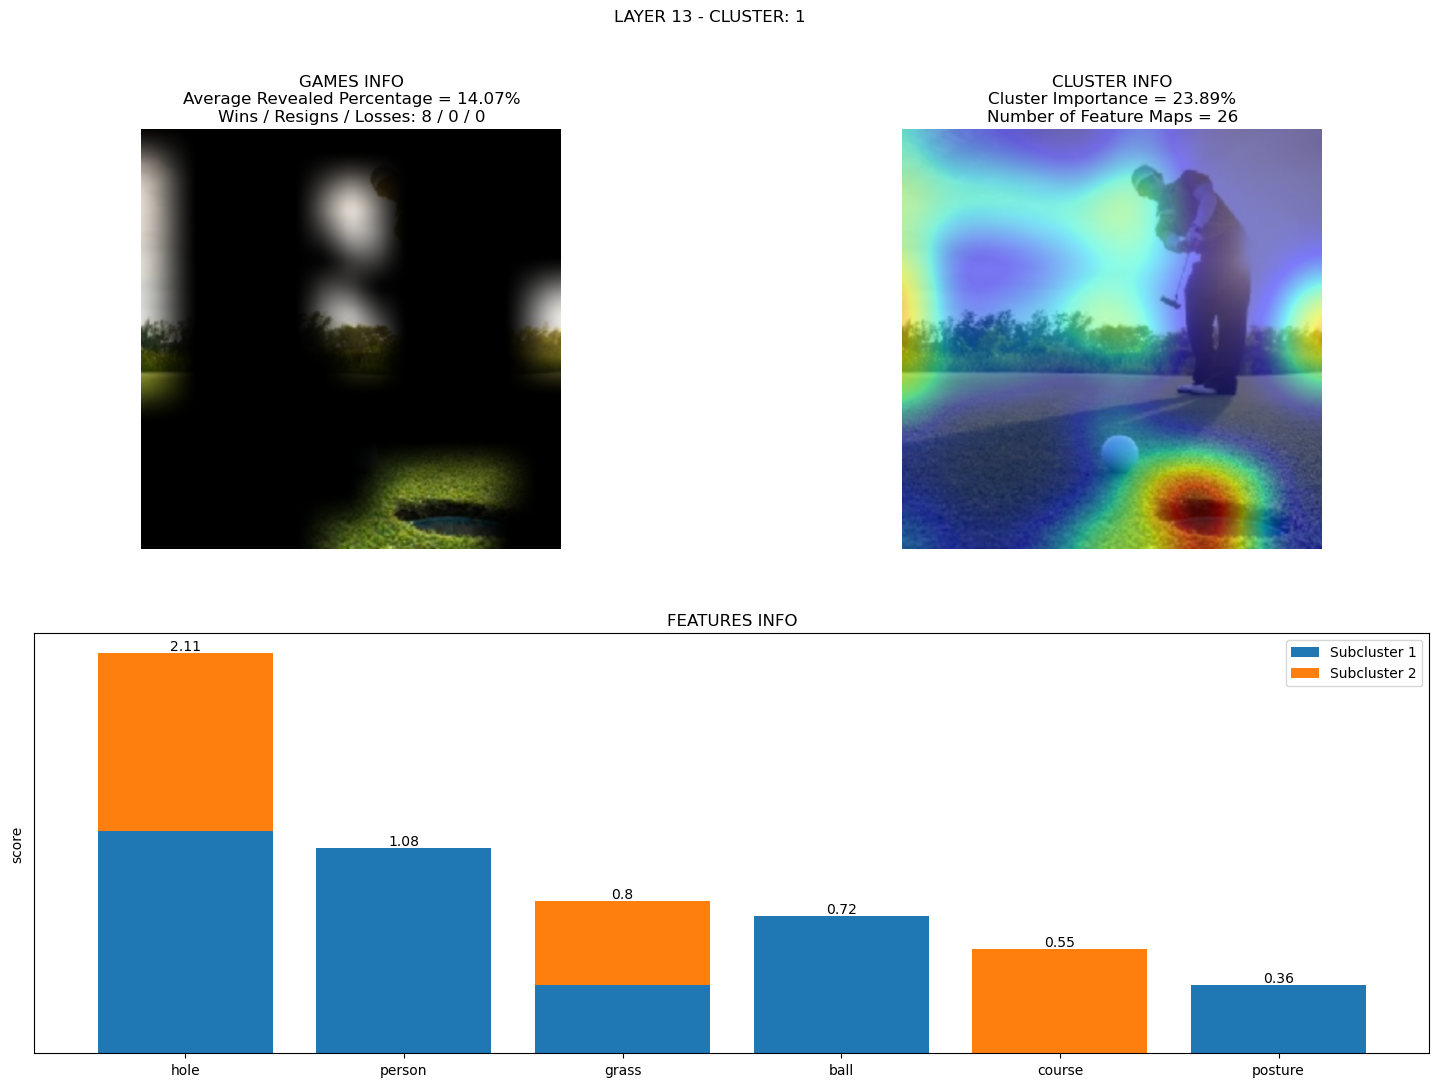 LAYER 13 - CLUSTER: 1
GAMES INFO
Average Revealed Percentage = 14.07%
Wins / Resigns / Losses: 8 / 0 / 0
CLUSTER INFO
Cluster Importance = 23.89%
Number of Feature Maps = 26
FEATURES INFO
Subcluster 1
Subcluster 2
2.11
1.08
0.8
0.72
0.55
0.36
score
hole
person
grass
ball
course
posture